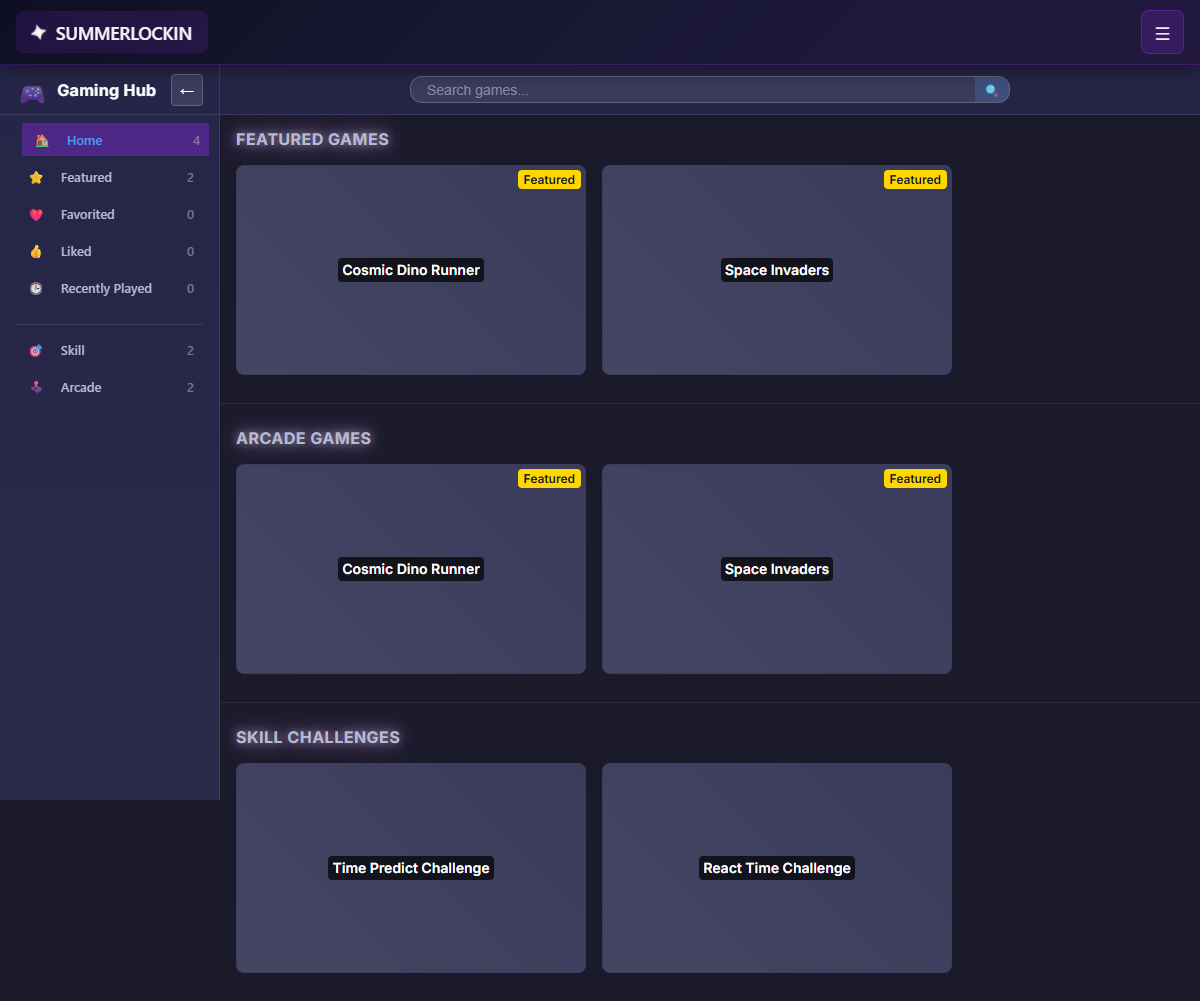 SUMMERLOCKIN
Gaming Hub
Search games...
Home 4
Featured 2
Favorited 0
Liked 0
Recently Played 0
Skill 2
Arcade 2
FEATURED GAMES
Featured
Cosmic Dino Runner
Featured
Space Invaders
ARCADE GAMES
Featured
Cosmic Dino Runner
Featured
Space Invaders
SKILL CHALLENGES
Time Predict Challenge
React Time Challenge